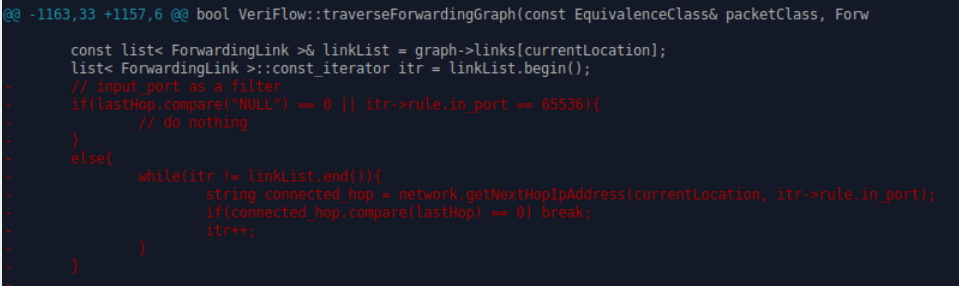 @@ -1163,33 +1157,6 @@ bool VeriFlow::traverseForwardingGraph(const EquivalenceClass& packetClass, Forw

        const list< ForwardingLink >& linkList = graph->links[currentLocation];
        list< ForwardingLink >::const_iterator itr = linkList.begin();
-       // input_port as a filter
-       if(lastHop.compare("NULL") == 0 || itr->rule.in_port == 65536){
-               // do nothing
-       }
-       else{
-               while(itr != linkList.end()){
-                       string connected_hop = network.getNextHopIpAddress(currentLocation, itr->rule.in_port);
-                       if(connected_hop.compare(lastHop) == 0) break;
-                       itr++;
-               }
-       }
-